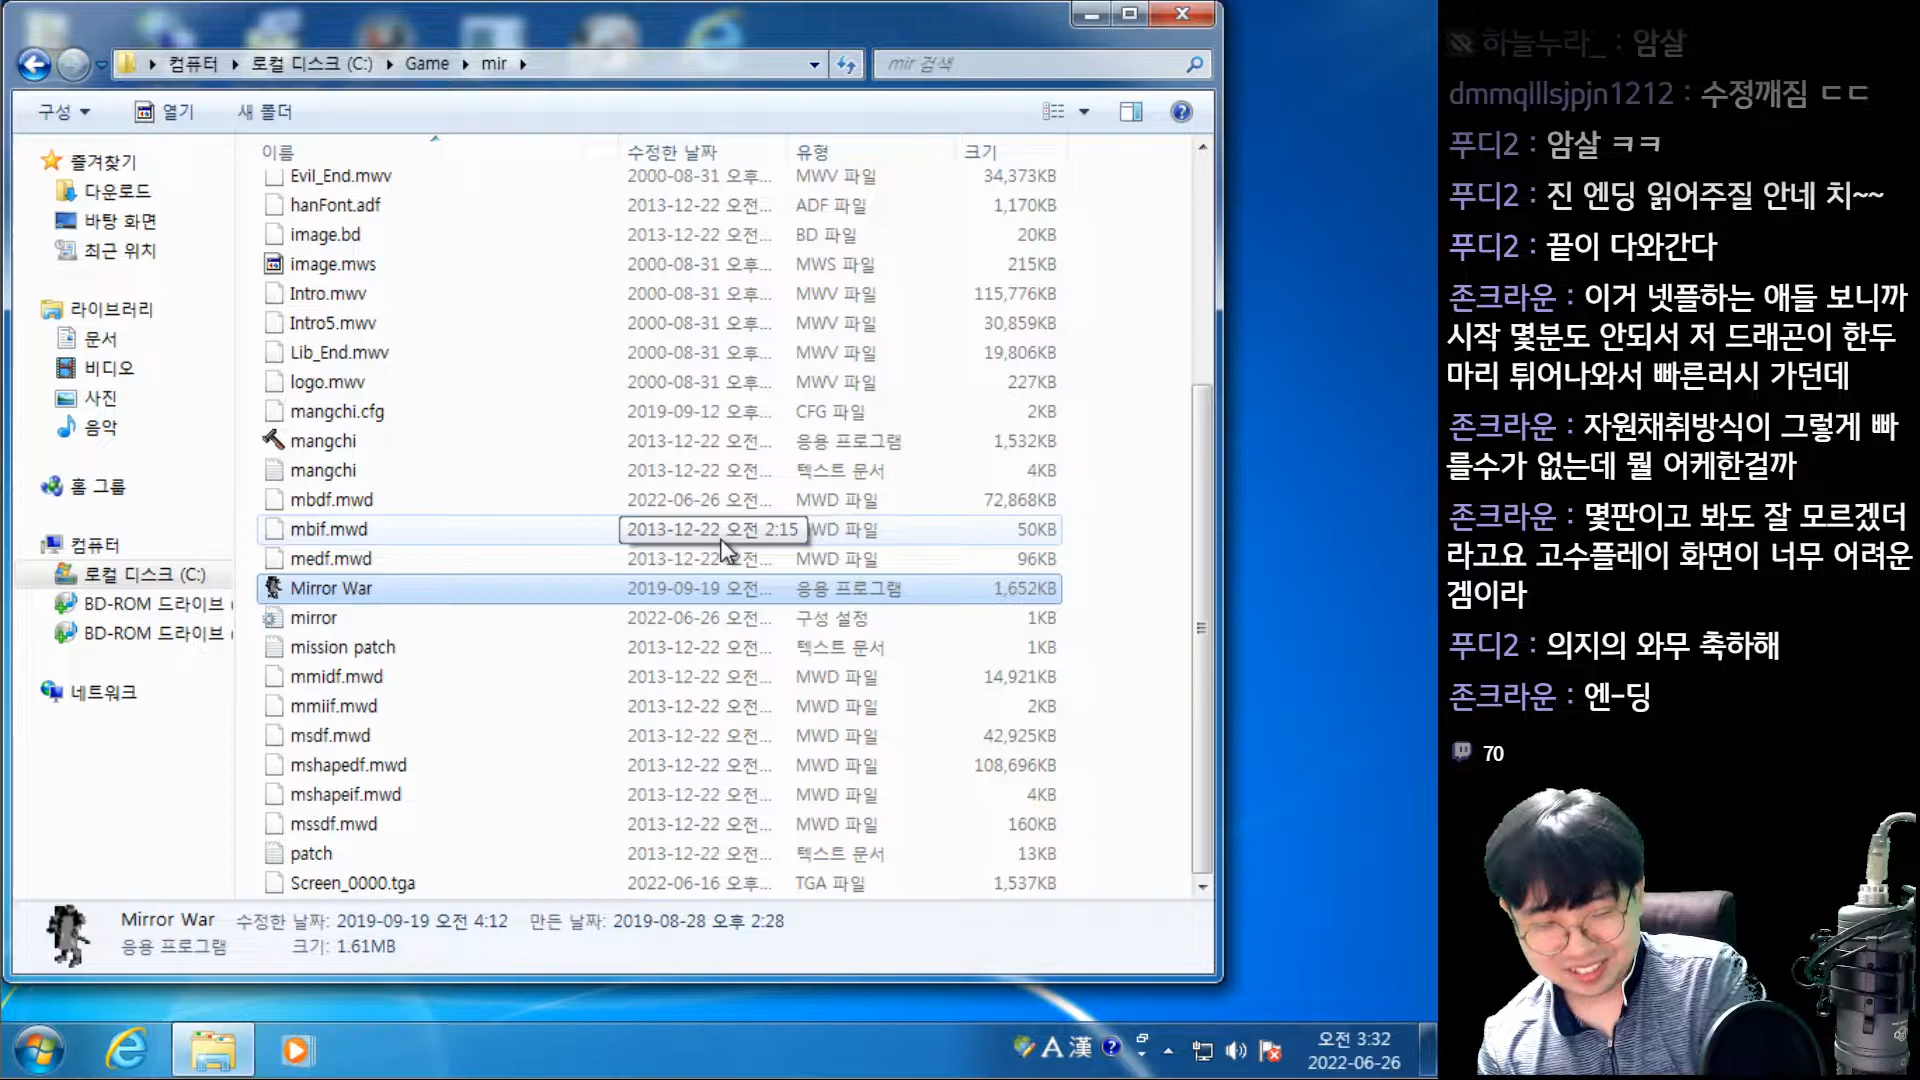 컴퓨터 로컬 디스크 (C:) Game mir
mir 검색
구성 열기 새 폴더
즐겨찾기
다운로드
바탕 화면
최근 위치
라이브러리
문서
비디오
사진
음악
홈 그룹
컴퓨터
로컬 디스크 (C:)
BD-ROM 드라이브 (
BD-ROM 드라이브 (
네트워크
이름 수정한 날짜 유형 크기
Evil_End.mwv 2000-08-31 오후... MWV 파일 34,373KB
hanFont.adf 2013-12-22 오전... ADF 파일 1,170KB
image.bd 2013-12-22 오전... BD 파일 20KB
image.mws 2000-08-31 오후... MWS 파일 215KB
Intro.mwv 2000-08-31 오후... MWV 파일 115,776KB
Intro5.mwv 2000-08-31 오후... MWV 파일 30,859KB
Lib_End.mwv 2000-08-31 오후... MWV 파일 19,806KB
logo.mwv 2000-08-31 오후... MWV 파일 227KB
mangchi.cfg 2019-09-12 오후... CFG 파일 2KB
mangchi 2013-12-22 오전... 응용 프로그램 1,532KB
mangchi 2013-12-22 오전... 텍스트 문서 4KB
mbdf.mwd 2022-06-26 오전... MWD 파일 72,868KB
mbif.mwd 2013-12-22 오전 2:15 WD 파일 50KB
medf.mwd 2013-12-22 오전... MWD 파일 96KB
Mirror War 2019-09-19 오전... 응용 프로그램 1,652KB
mirror 2022-06-26 오전... 구성 설정 1KB
mission patch 2013-12-22 오전... 텍스트 문서 1KB
mmidf.mwd 2013-12-22 오전... MWD 파일 14,921KB
mmiif.mwd 2013-12-22 오전... MWD 파일 2KB
msdf.mwd 2013-12-22 오전... MWD 파일 42,925KB
mshapedf.mwd 2013-12-22 오전... MWD 파일 108,696KB
mshapeif.mwd 2013-12-22 오전... MWD 파일 4KB
mssdf.mwd 2013-12-22 오전... MWD 파일 160KB
patch 2013-12-22 오전... 텍스트 문서 13KB
Screen_0000.tga 2022-06-16 오후... TGA 파일 1,537KB
Mirror War 수정한 날짜: 2019-09-19 오전 4:12 만든 날짜: 2019-08-28 오후 2:28
응용 프로그램 크기: 1.61MB
A 漢
오전 3:32
2022-06-26
하늘누라_ : 암살
dmmqlllsjpjn1212 : 수정깨짐 ㄷㄷ
푸디2 : 암살 ㅋㅋ
푸디2 : 진 엔딩 읽어주질 안네 치~~
푸디2 : 끝이 다와간다
존크라운 : 이거 넷플하는 애들 보니까
시작 몇분도 안되서 저 드래곤이 한두
마리 튀어나와서 빠른러시 가던데
존크라운 : 자원채취방식이 그렇게 빠
를수가 없는데 뭘 어케한걸까
존크라운 : 몇판이고 봐도 잘 모르겠더
라고요 고수플레이 화면이 너무 어려운
겜이라
푸디2 : 의지의 와무 축하해
존크라운 : 엔-딩
70